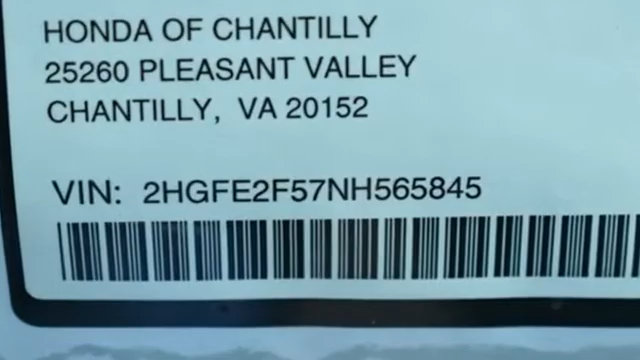 HONDA OF CHANTILLY
25260 PLEASANT VALLEY
CHANTILLY, VA 20152
VIN: 2HGFE2F57NH565845